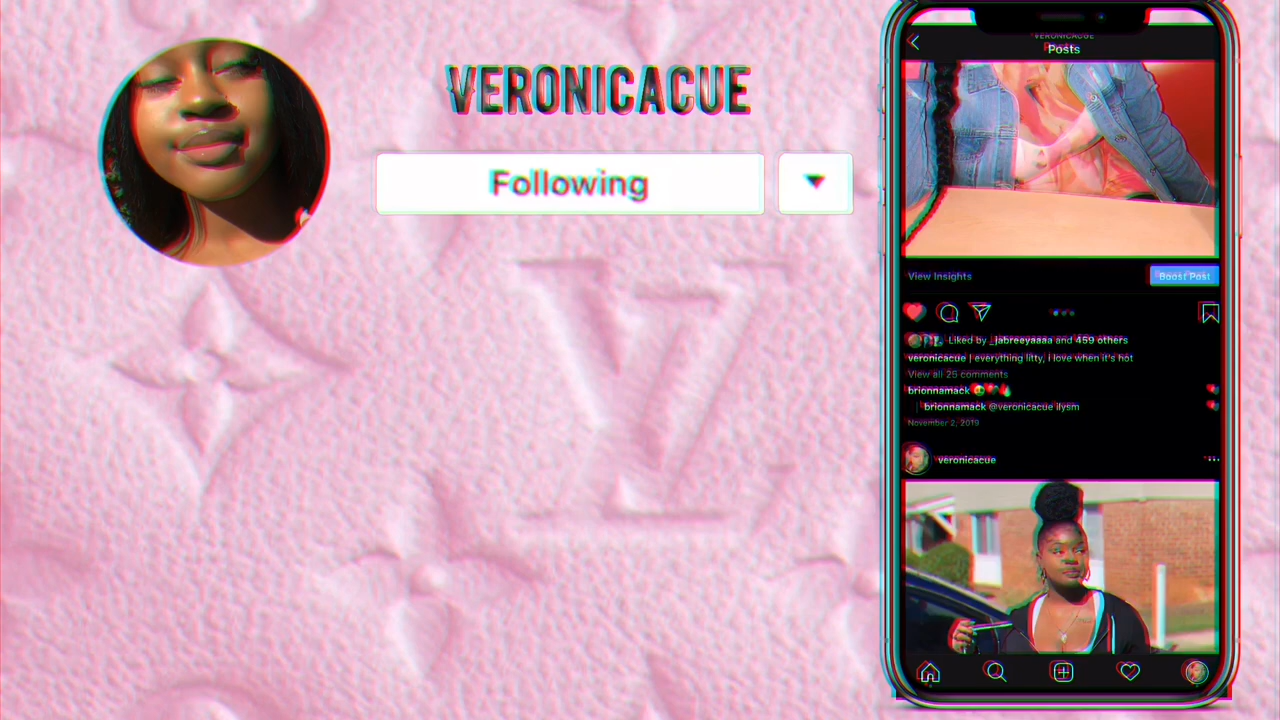 VERONICACUE
Following
VERONICACUE
Posts
View Insights
Boost Post
Liked by _jabreeyaaaa and 459 others
veronicacue | everything litty, i love when it's hot
View all 25 comments
brionnamack 🥵❤️🔥
brionnamack @veronicacue ilysm
November 2, 2019
veronicacue